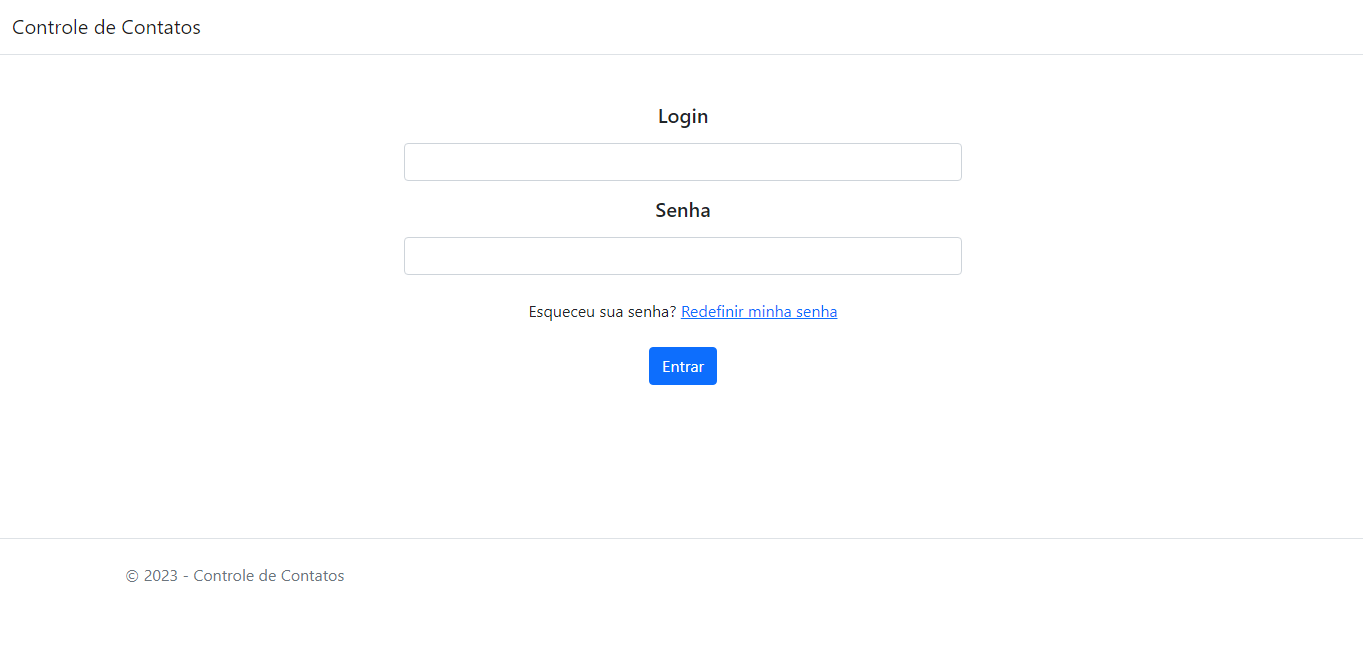 Controle de Contatos
Login
Senha
Esqueceu sua senha? Redefinir minha senha
Entrar
© 2023 - Controle de Contatos